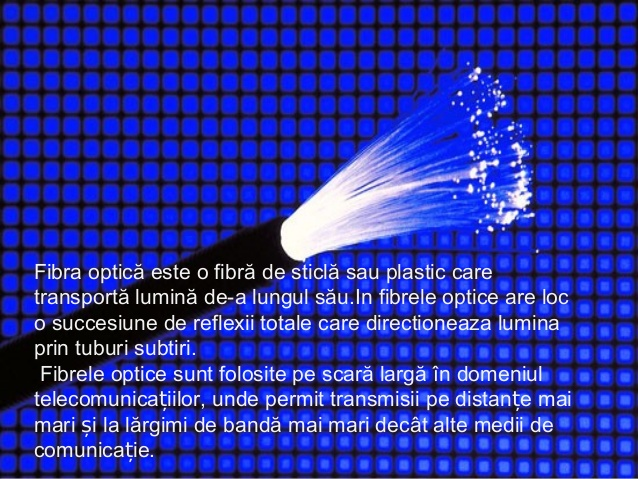 Fibra optică este o fibră de sticlă sau plastic care
transportă lumină de-a lungul său.In fibrele optice are loc
o succesiune de reflexii totale care directioneaza lumina
prin tuburi subtiri.
Fibrele optice sunt folosite pe scară largă în domeniul
telecomunicațiilor, unde permit transmisii pe distanțe mai
mari și la lărgimi de bandă mai mari decât alte medii de
comunicație.